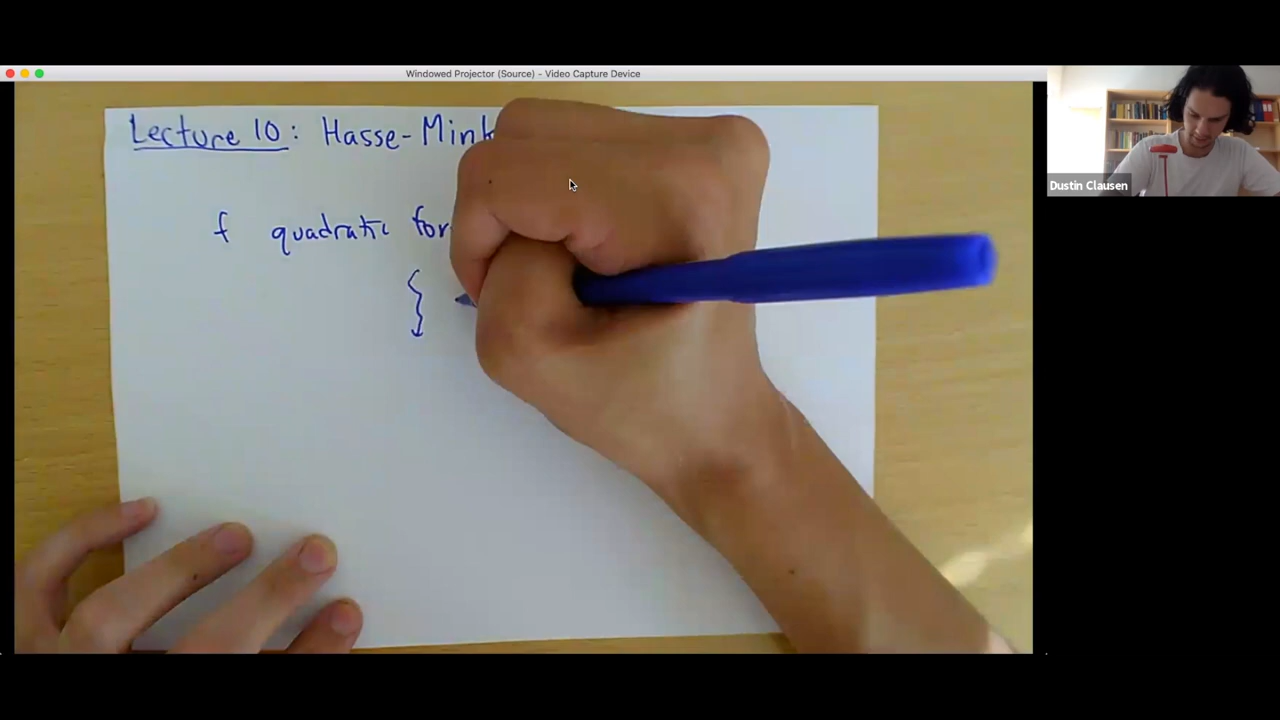 Windowed Projector (Source) - Video Capture Device
Lecture 10: Hasse-Mink
f quadratic for
Dustin Clausen